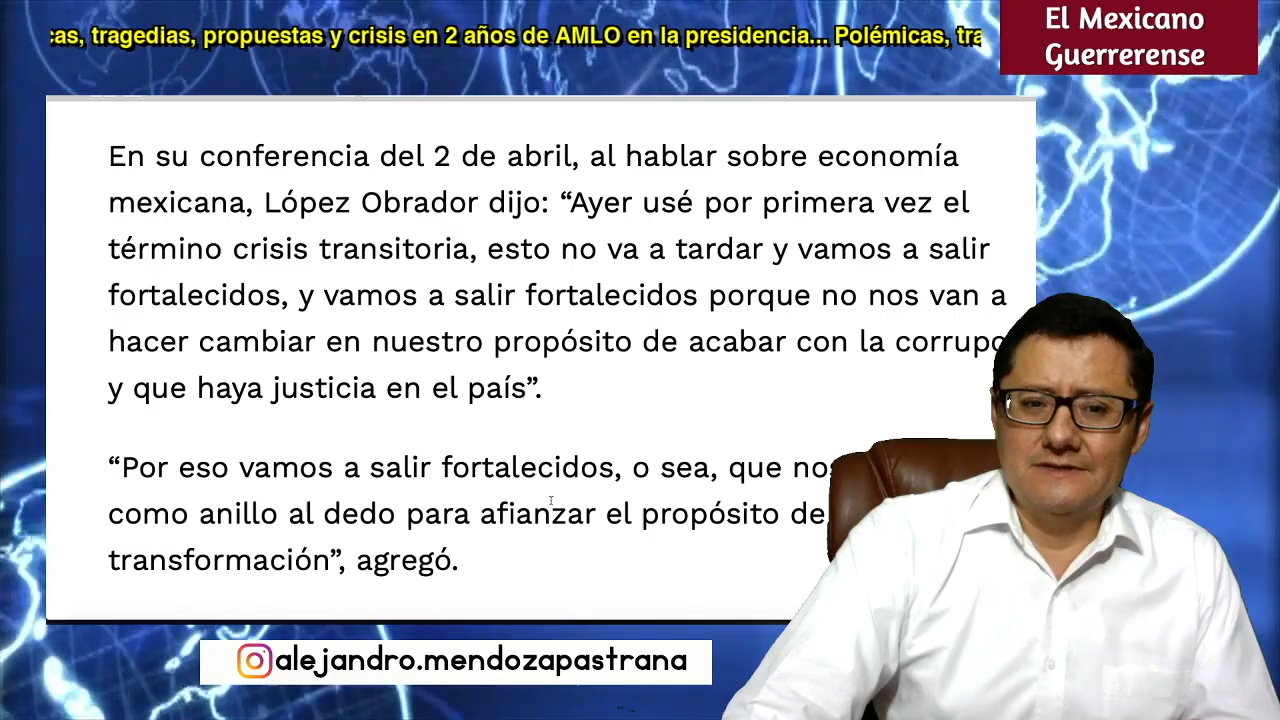 tragedias, propuestas y crisis en 2 años de AMLO en la presidencia... Polémicas,
El Mexicano
Guerrerense
En su conferencia del 2 de abril, al hablar sobre economía
mexicana, López Obrador dijo: “Ayer usé por primera vez el
término crisis transitoria, esto no va a tardar y vamos a salir
fortalecidos, y vamos a salir fortalecidos porque no nos van a
hacer cambiar en nuestro propósito de acabar con la
y que haya justicia en el país”.
“Por eso vamos a salir fortalecidos, o sea, que nos
como anillo al dedo para afianzar el propósito de
transformación”, agregó.
alejandro.mendozapastrana